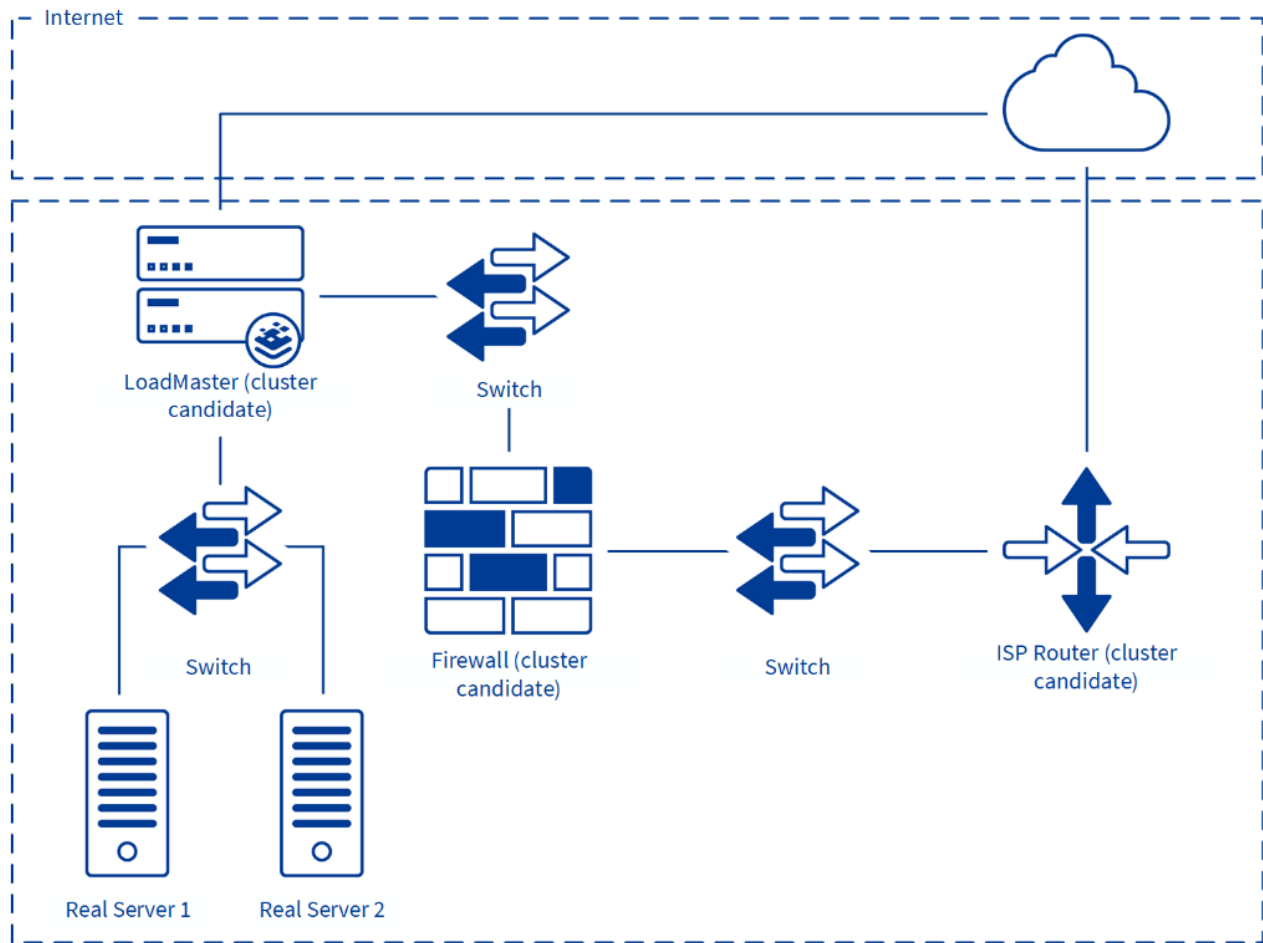 Internet
LoadMaster (cluster
candidate)
Switch
Switch
Firewall (cluster
candidate)
Switch
ISP Router (cluster
candidate)
Real Server 1
Real Server 2